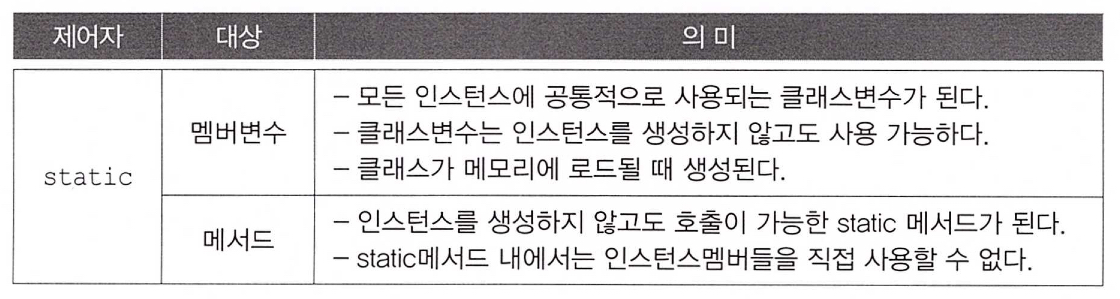 제어자 대상 의 미
– 모든 인스턴스에 공통적으로 사용되는 클래스변수가 된다.
멤버변수 – 클래스변수는 인스턴스를 생성하지 않고도 사용 가능하다.
– 클래스가 메모리에 로드될 때 생성된다.
static
– 인스턴스를 생성하지 않고도 호출이 가능한 static 메서드가 된다.
메서드
– static메서드 내에서는 인스턴스멤버들을 직접 사용할 수 없다.